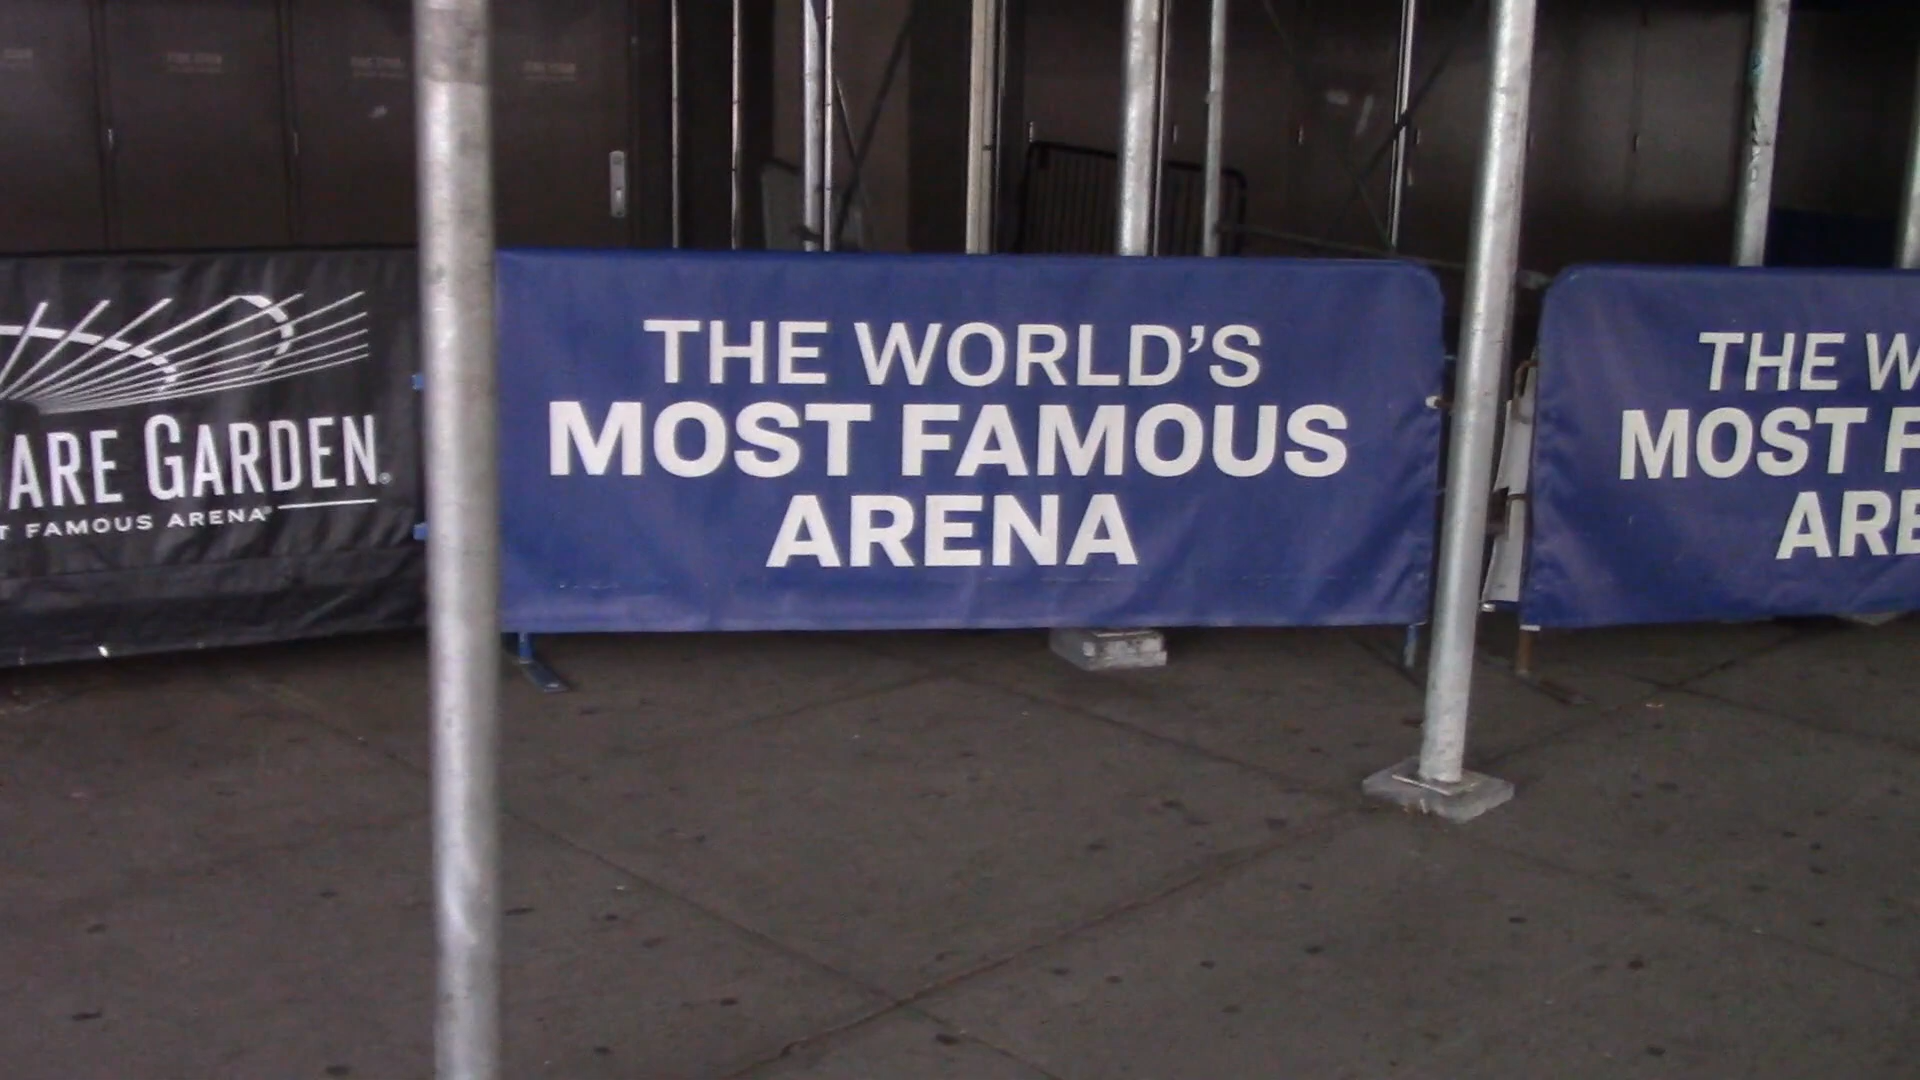 ARE GARDEN®
T FAMOUS ARENA®
THE WORLD'S
MOST FAMOUS
ARENA
THE W
MOST F
ARE